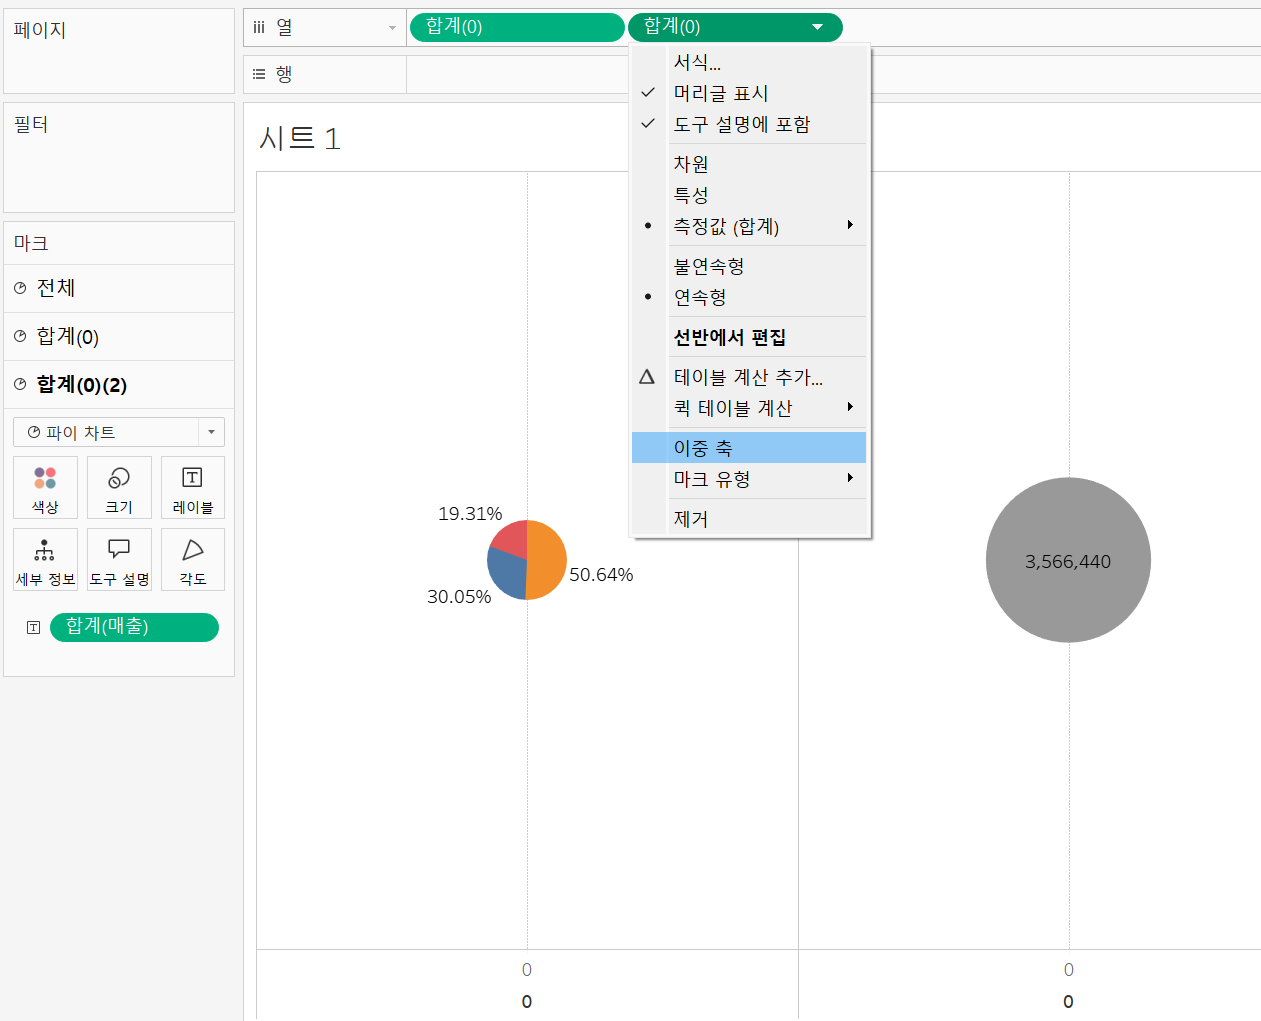 페이지
열
합계(0)
합계(0)
행
필터
마크
전체
합계(0)
합계(0)(2)
파이 차트
색상
크기
레이블
세부 정보
도구 설명
각도
합계(매출)
시트 1
서식...
머리글 표시
도구 설명에 포함
차원
특성
측정값 (합계)
불연속형
연속형
선반에서 편집
테이블 계산 추가...
퀵 테이블 계산
이중 축
마크 유형
제거
19.31%
50.64%
30.05%
3,566,440
0
0
0
0